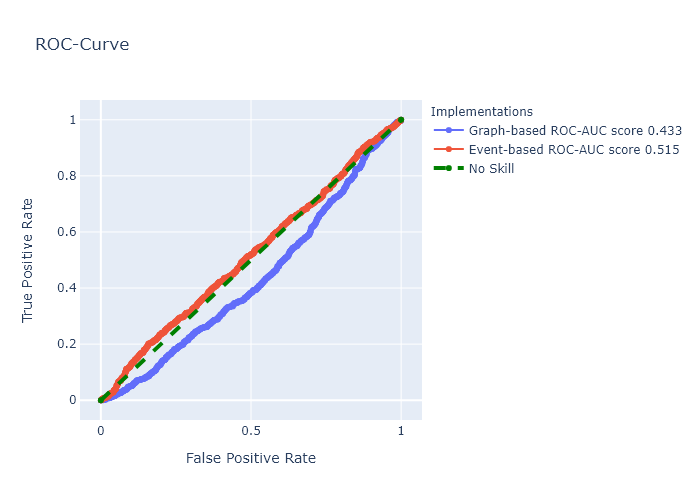 ROC-Curve
Implementations
Graph-based ROC-AUC score 0.433
Event-based ROC-AUC score 0.515
No Skill
True Positive Rate
1
0.8
0.6
0.4
0.2
0
0
0.5
1
False Positive Rate